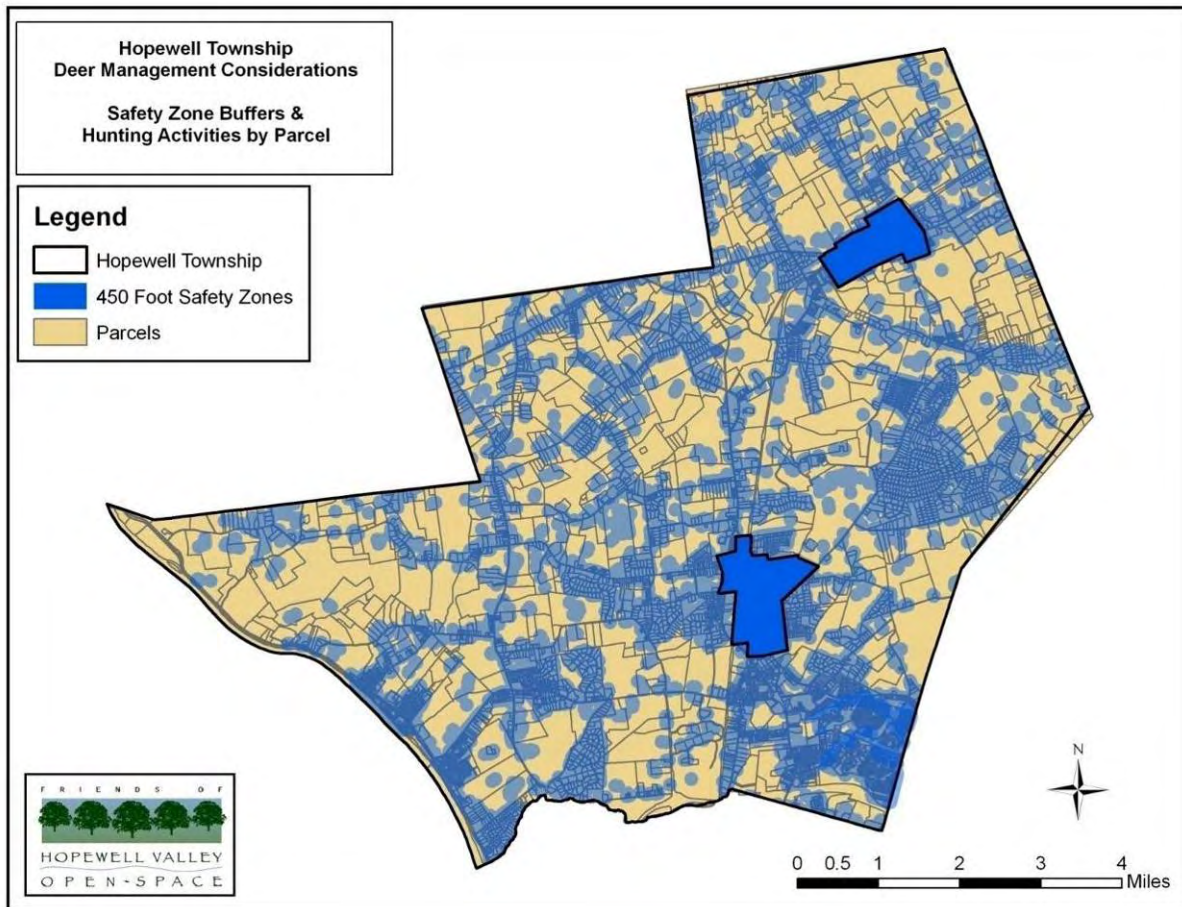 Hopewell Township
Deer Management Considerations
Safety Zone Buffers &
Hunting Activities by Parcel
Legend
Hopewell Township
450 Foot Safety Zones
Parcels
FRIENDS OF
HOPEWELL VALLEY
OPEN-SPACE
N
0 0.5 1 2 3 4
Miles